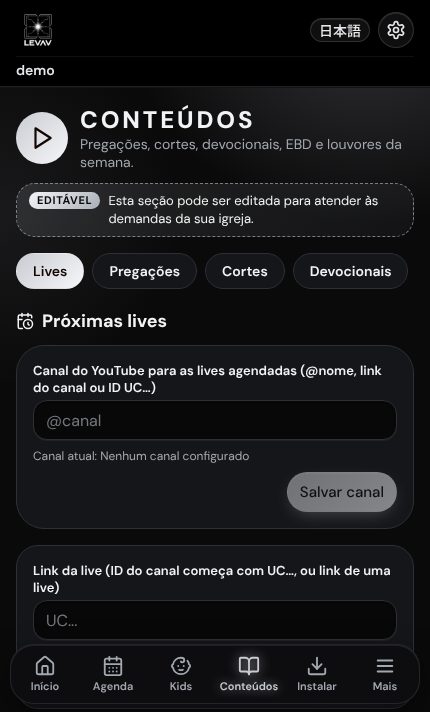 LEVAV
日本語
demo
CONTEÚDOS
Pregações, cortes, devocionais, EBD e louvores da
semana.
EDITÁVEL
Esta seção pode ser editada para atender às
demandas da sua igreja.
Lives
Pregações
Cortes
Devocionais
Próximas lives
Canal do YouTube para as lives agendadas (@nome, link
do canal ou ID UC…)
@canal
Canal atual: Nenhum canal configurado
Salvar canal
Link da live (ID do canal começa com UC…, ou link de uma
live)
UC…
Início
Agenda
Kids
Conteúdos
Instalar
Mais